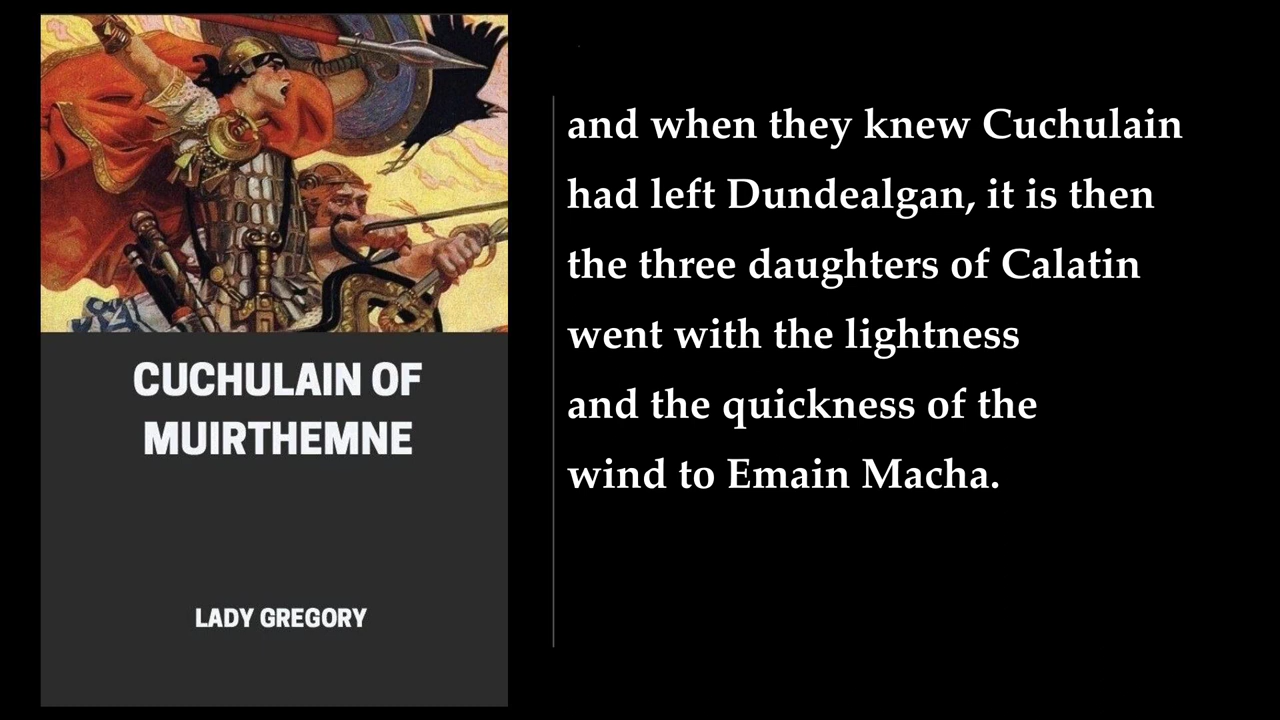 CUCHULAIN OF
MUIRTHEMNE
LADY GREGORY
and when they knew Cuchulain
had left Dundealgan, it is then
the three daughters of Calatin
went with the lightness
and the quickness of the
wind to Emain Macha.